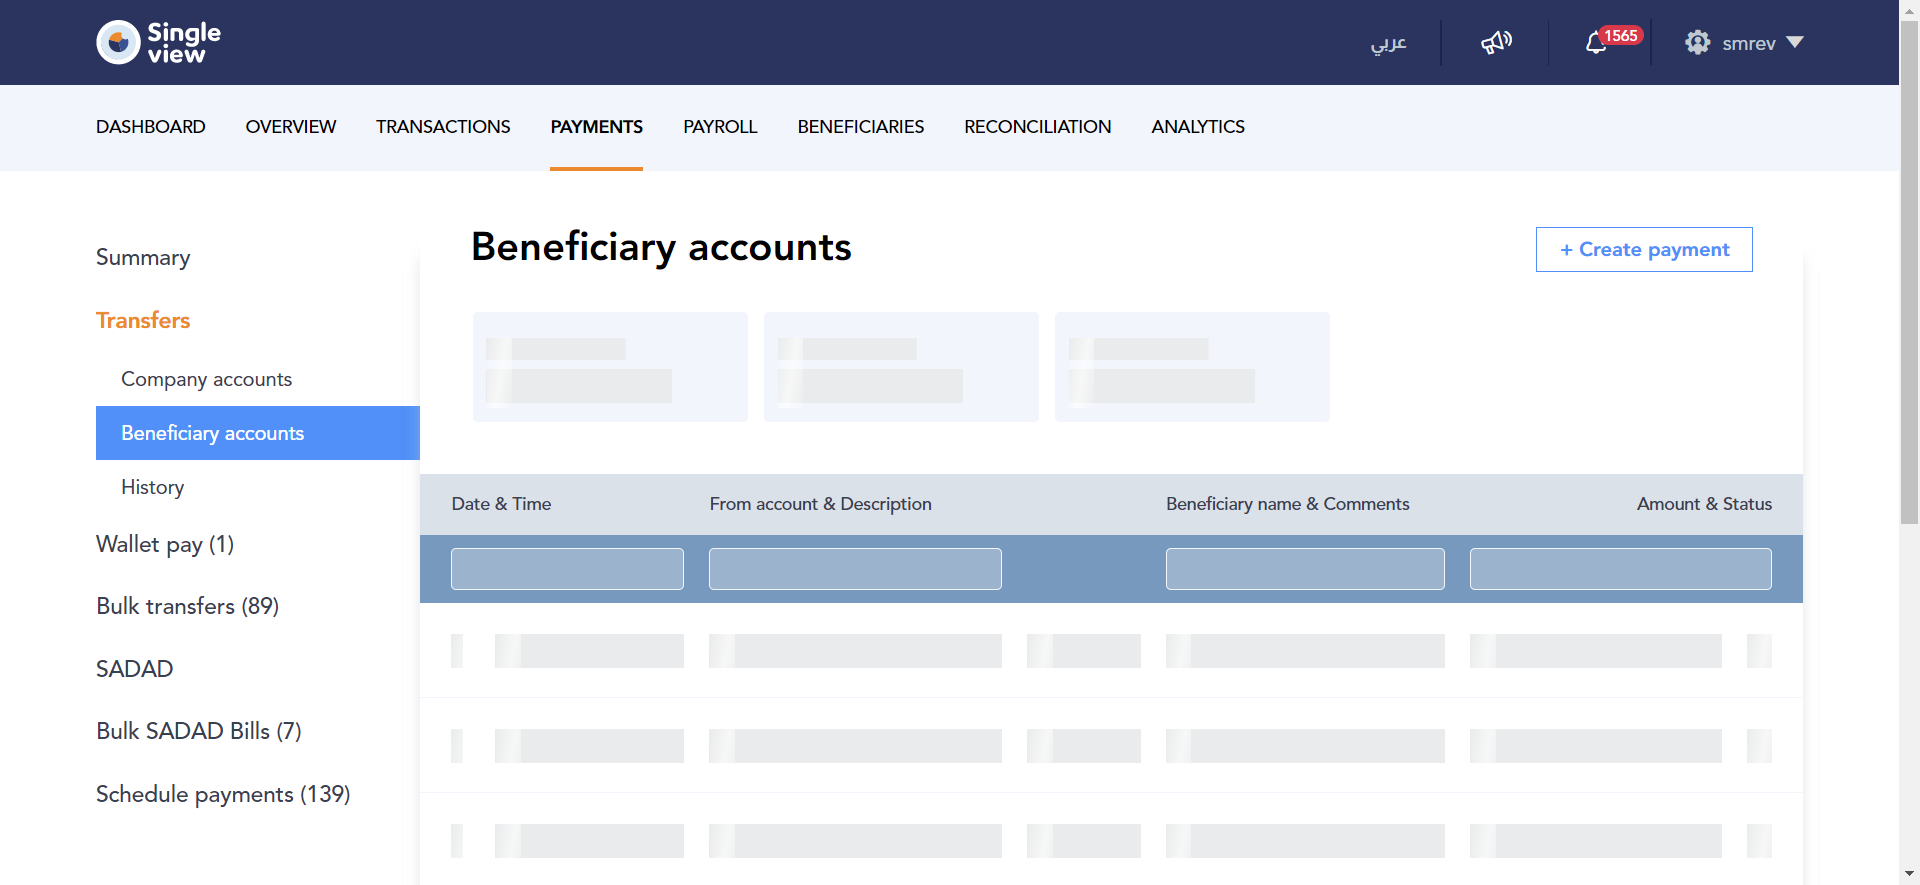 Single
view
عربي
1565
smrev
DASHBOARD OVERVIEW TRANSACTIONS PAYMENTS PAYROLL BENEFICIARIES RECONCILIATION ANALYTICS
Summary
Transfers
Company accounts
Beneficiary accounts
History
Wallet pay (1)
Bulk transfers (89)
SADAD
Bulk SADAD Bills (7)
Schedule payments (139)
Beneficiary accounts
+ Create payment
Date & Time From account & Description Beneficiary name & Comments Amount & Status